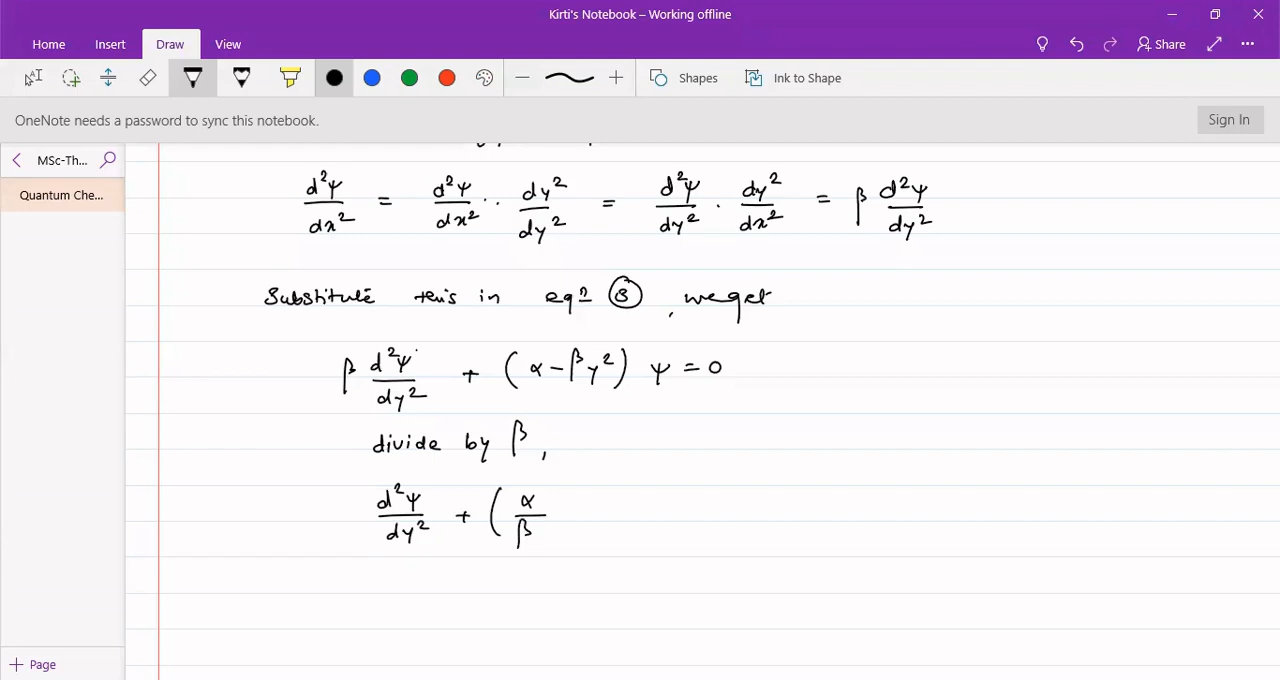 Kirti's Notebook – Working offline
Home Insert Draw View Share
Shapes Ink to Shape
OneNote needs a password to sync this notebook. Sign In
MSc-Th...
Quantum Che...
d²ψ/dx² = d²ψ/dx² · · dy²/dy² = d²ψ/dy² · dy²/dx² = β d²ψ/dy²
Substitute this in eqn (3), we get
β d²ψ/dy² + (α – βy²) ψ = 0
divide by β,
d²ψ/dy² + ( α/β
+ Page